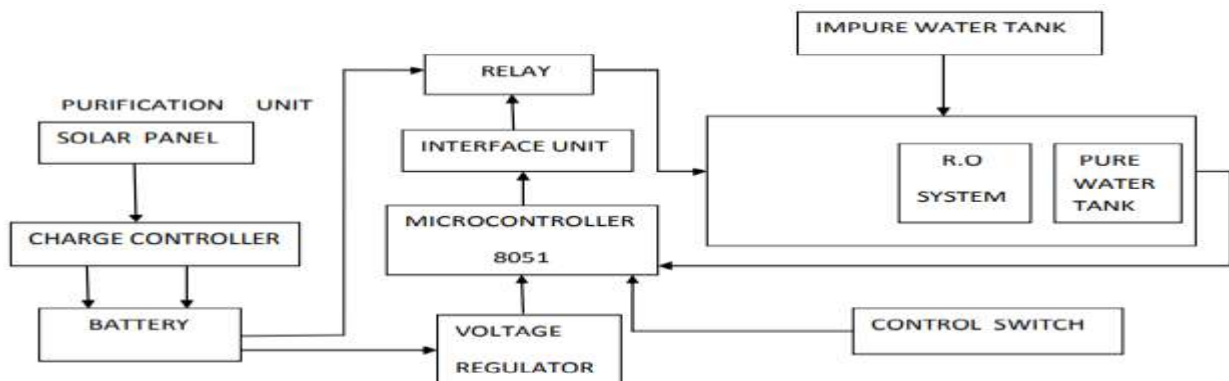 IMPURE WATER TANK
RELAY
PURIFICATION UNIT
SOLAR PANEL
INTERFACE UNIT
R.O
SYSTEM
PURE
WATER
TANK
MICROCONTROLLER
8051
CHARGE CONTROLLER
BATTERY
VOLTAGE
REGULATOR
CONTROL SWITCH